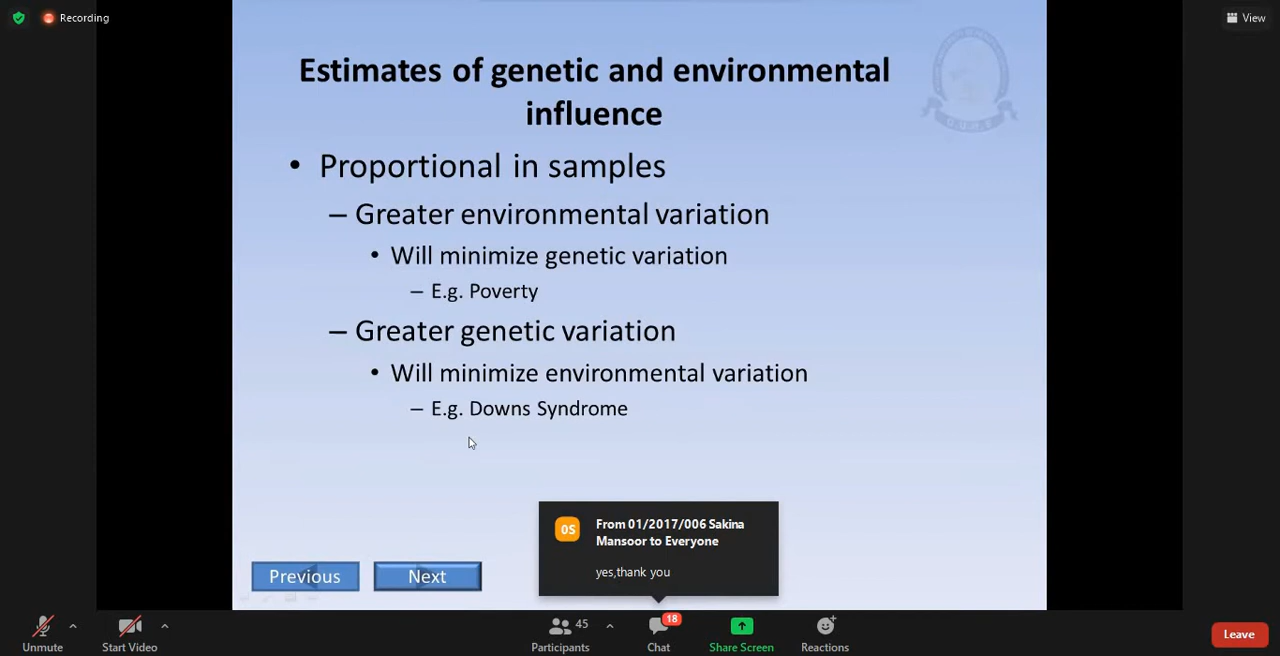 Recording
View
Estimates of genetic and environmental
influence
• Proportional in samples
– Greater environmental variation
• Will minimize genetic variation
– E.g. Poverty
– Greater genetic variation
• Will minimize environmental variation
– E.g. Downs Syndrome
OS
From 01/2017/006 Sakina
Mansoor to Everyone
yes,thank you
Previous
Next
Unmute
Start Video
45
Participants
18
Chat
Share Screen
Reactions
Leave